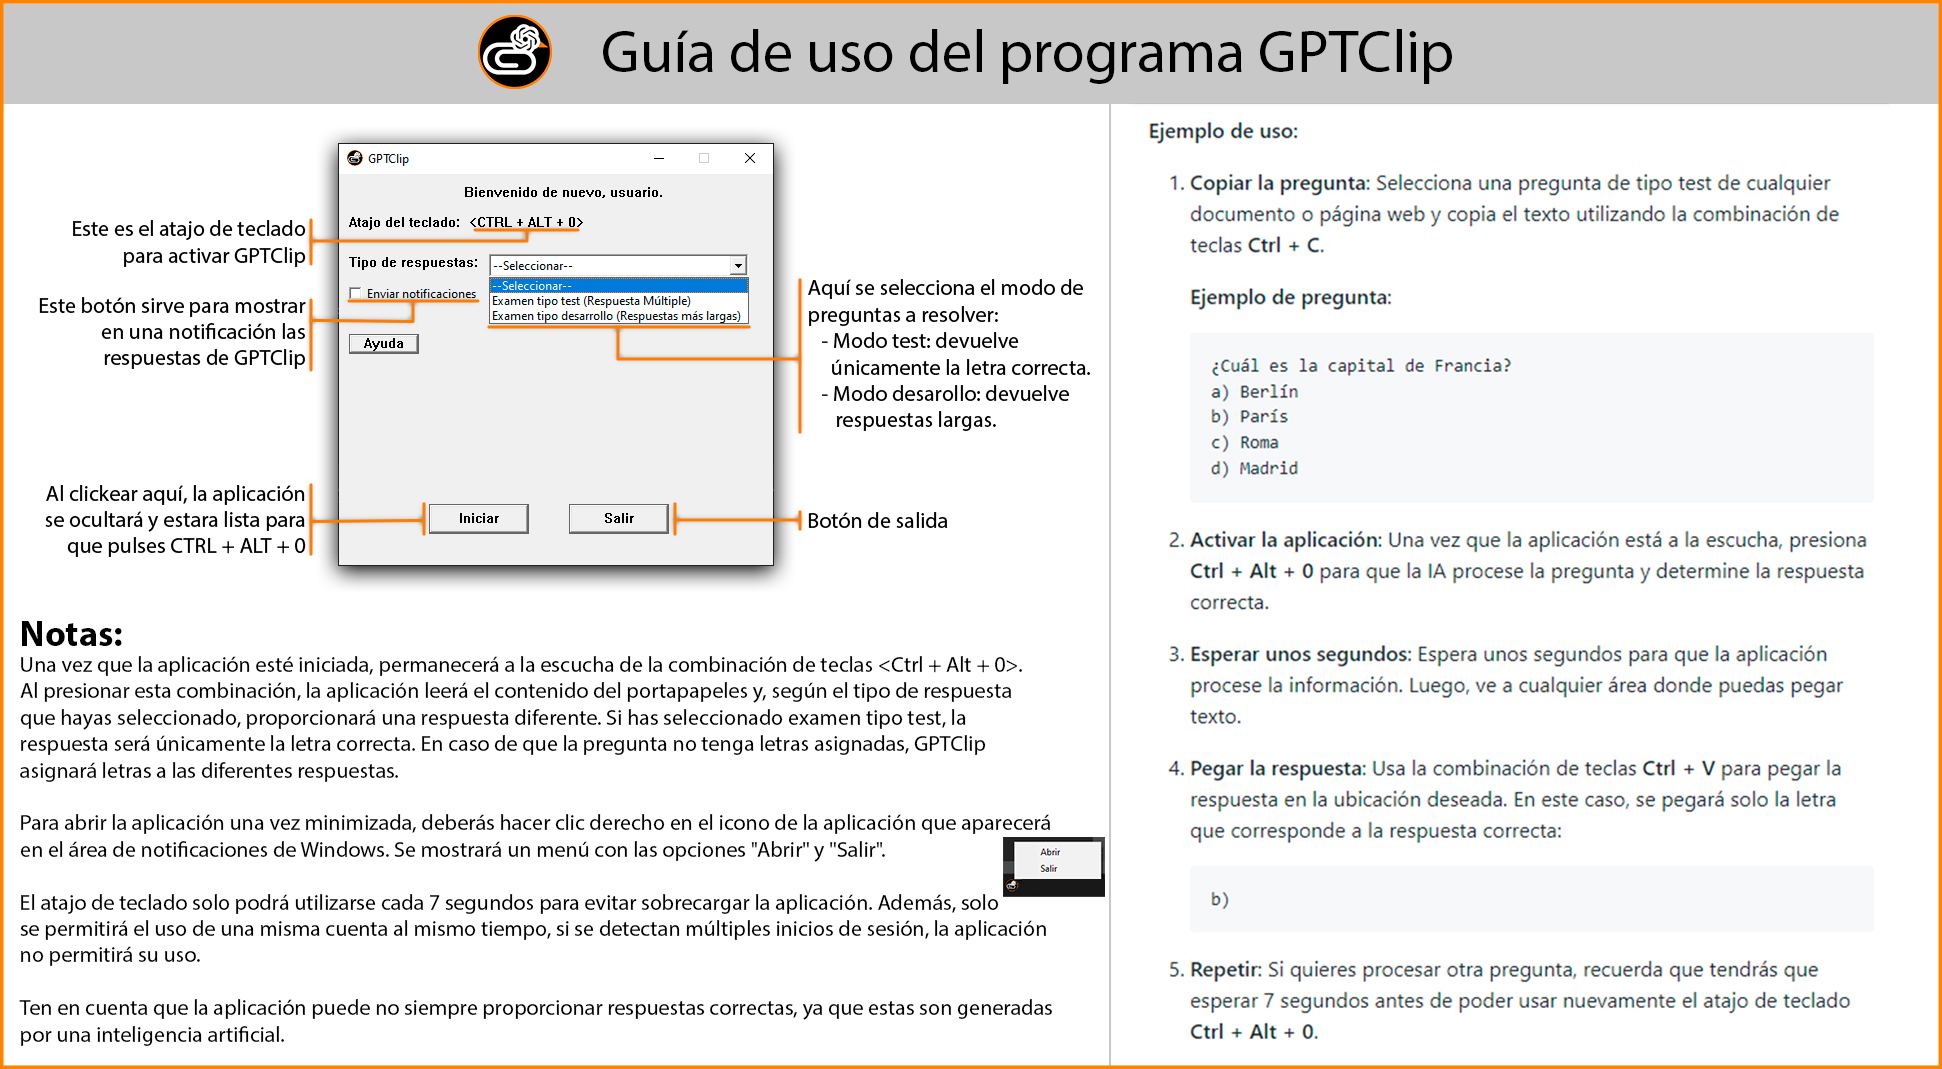 Guía de uso del programa GPTClip
GPTClip
Bienvenido de nuevo, usuario.
Atajo del teclado: <CTRL + ALT + 0>
Tipo de respuestas: --Seleccionar--
--Seleccionar--
Examen tipo test (Respuesta Múltiple)
Examen tipo desarrollo (Respuestas más largas)
Enviar notificaciones
Ayuda
Iniciar
Salir
Este es el atajo de teclado
para activar GPTClip
Este botón sirve para mostrar
en una notificación las
respuestas de GPTClip
Al clickear aquí, la aplicación
se ocultará y estara lista para
que pulses CTRL + ALT + 0
Aquí se selecciona el modo de
preguntas a resolver:
- Modo test: devuelve
únicamente la letra correcta.
- Modo desarollo: devuelve
respuestas largas.
Botón de salida
Notas:
Una vez que la aplicación esté iniciada, permanecerá a la escucha de la combinación de teclas <Ctrl + Alt + 0>.
Al presionar esta combinación, la aplicación leerá el contenido del portapapeles y, según el tipo de respuesta
que hayas seleccionado, proporcionará una respuesta diferente. Si has seleccionado examen tipo test, la
respuesta será únicamente la letra correcta. En caso de que la pregunta no tenga letras asignadas, GPTClip
asignará letras a las diferentes respuestas.
Para abrir la aplicación una vez minimizada, deberás hacer clic derecho en el icono de la aplicación que aparecerá
en el área de notificaciones de Windows. Se mostrará un menú con las opciones "Abrir" y "Salir".
Abrir
Salir
El atajo de teclado solo podrá utilizarse cada 7 segundos para evitar sobrecargar la aplicación. Además, solo
se permitirá el uso de una misma cuenta al mismo tiempo, si se detectan múltiples inicios de sesión, la aplicación
no permitirá su uso.
Ten en cuenta que la aplicación puede no siempre proporcionar respuestas correctas, ya que estas son generadas
por una inteligencia artificial.
Ejemplo de uso:
1. Copiar la pregunta: Selecciona una pregunta de tipo test de cualquier
documento o página web y copia el texto utilizando la combinación de
teclas Ctrl + C.
Ejemplo de pregunta:
¿Cuál es la capital de Francia?
a) Berlín
b) París
c) Roma
d) Madrid
2. Activar la aplicación: Una vez que la aplicación está a la escucha, presiona
Ctrl + Alt + 0 para que la IA procese la pregunta y determine la respuesta
correcta.
3. Esperar unos segundos: Espera unos segundos para que la aplicación
procese la información. Luego, ve a cualquier área donde puedas pegar
texto.
4. Pegar la respuesta: Usa la combinación de teclas Ctrl + V para pegar la
respuesta en la ubicación deseada. En este caso, se pegará solo la letra
que corresponde a la respuesta correcta:
b)
5. Repetir: Si quieres procesar otra pregunta, recuerda que tendrás que
esperar 7 segundos antes de poder usar nuevamente el atajo de teclado
Ctrl + Alt + 0.